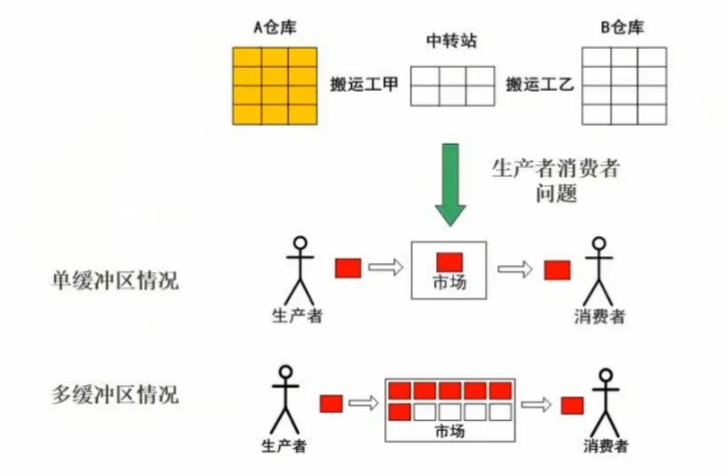 A仓库
中转站
B仓库
搬运工甲
搬运工乙
生产者消费者
问题
单缓冲区情况
市场
生产者
消费者
多缓冲区情况
市场
生产者
消费者